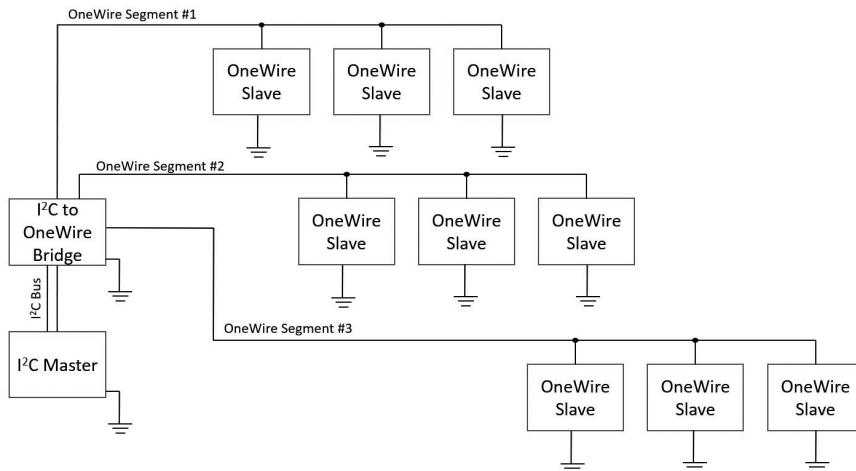 OneWire Segment #1
OneWire
Slave
OneWire
Slave
OneWire
Slave
OneWire Segment #2
OneWire
Slave
OneWire
Slave
OneWire
Slave
I²C to
OneWire
Bridge
I²C Bus
OneWire Segment #3
I²C Master
OneWire
Slave
OneWire
Slave
OneWire
Slave